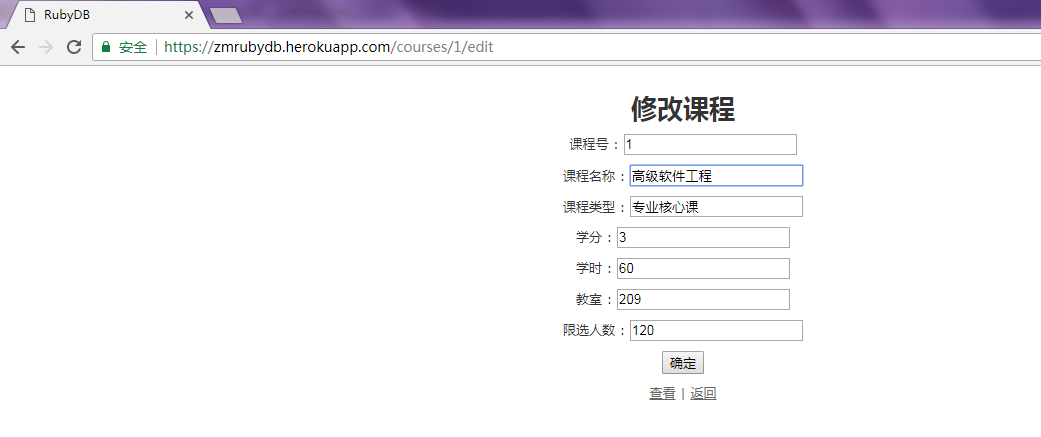 RubyDB
安全 https://zmrubydb.herokuapp.com/courses/1/edit
修改课程
课程号：1
课程名称：高级软件工程
课程类型：专业核心课
学分：3
学时：60
教室：209
限选人数：120
确定
查看 | 返回